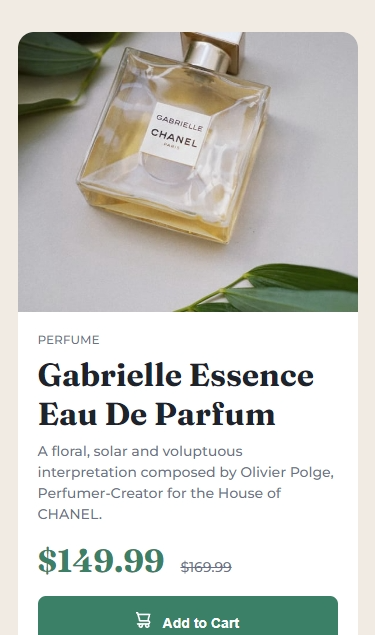 GABRIELLE
CHANEL
PARIS
PERFUME
Gabrielle Essence
Eau De Parfum
A floral, solar and voluptuous
interpretation composed by Olivier Polge,
Perfumer-Creator for the House of
CHANEL.
$149.99 $169.99
Add to Cart